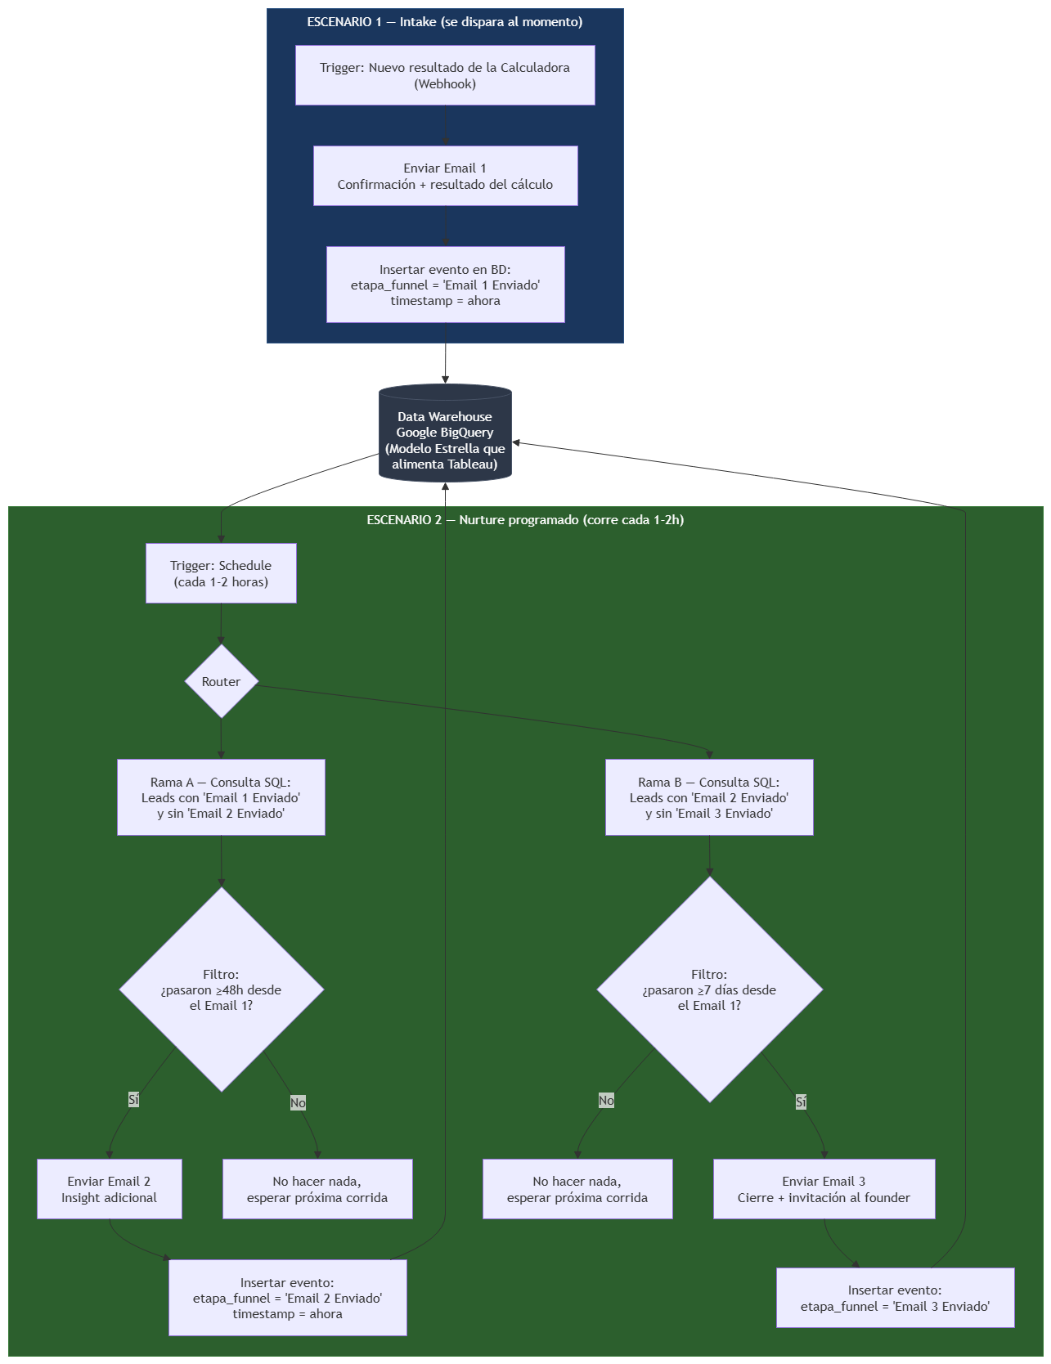 ESCENARIO 1 — Intake (se dispara al momento)
Trigger: Nuevo resultado de la Calculadora
(Webhook)
Enviar Email 1
Confirmación + resultado del cálculo
Insertar evento en BD:
etapa_funnel = 'Email 1 Enviado'
timestamp = ahora
Data Warehouse
Google BigQuery
(Modelo Estrella que
alimenta Tableau)
ESCENARIO 2 — Nurture programado (corre cada 1-2h)
Trigger: Schedule
(cada 1-2 horas)
Router
Rama A — Consulta SQL:
Leads con 'Email 1 Enviado'
y sin 'Email 2 Enviado'
Rama B — Consulta SQL:
Leads con 'Email 2 Enviado'
y sin 'Email 3 Enviado'
Filtro:
¿pasaron ≥48h desde
el Email 1?
Filtro:
¿pasaron ≥7 días desde
el Email 1?
Sí
No
No
Sí
Enviar Email 2
Insight adicional
No hacer nada,
esperar próxima corrida
No hacer nada,
esperar próxima corrida
Enviar Email 3
Cierre + invitación al founder
Insertar evento:
etapa_funnel = 'Email 2 Enviado'
timestamp = ahora
Insertar evento:
etapa_funnel = 'Email 3 Enviado'